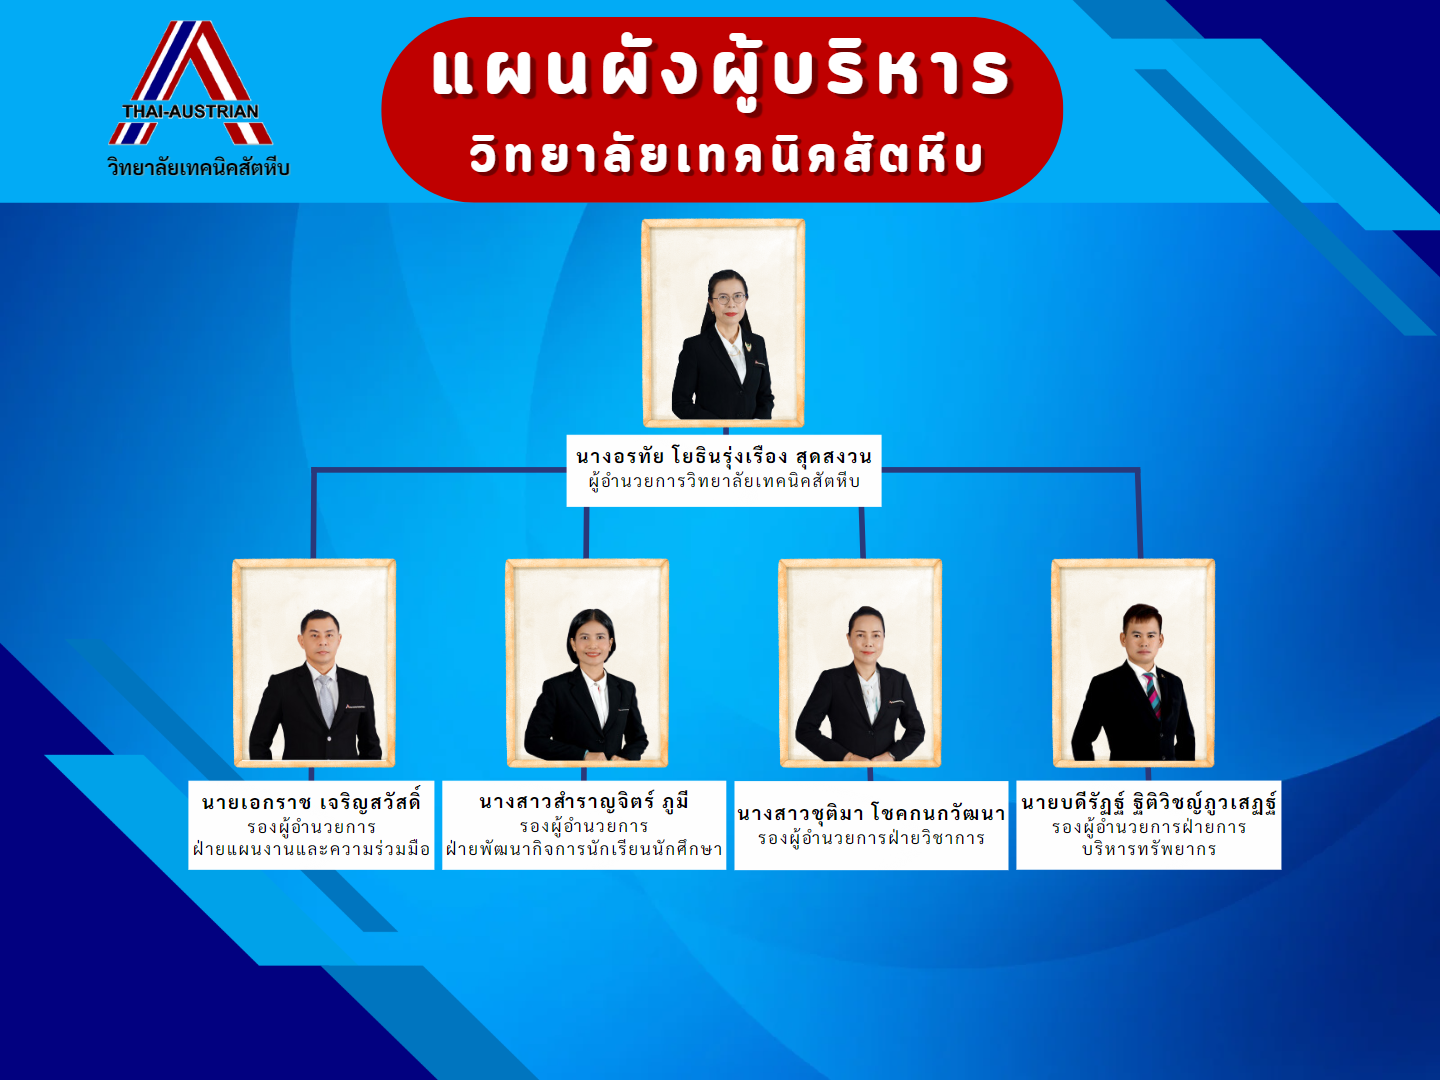 THAI-AUSTRIAN
วิทยาลัยเทคนิคสัตหีบ
แผนผังผู้บริหาร
วิทยาลัยเทคนิคสัตหีบ
นางอรทัย โยธินรุ่งเรือง สุดสงวน
ผู้อำนวยการวิทยาลัยเทคนิคสัตหีบ
นายเอกราช เจริญสวัสดิ์
รองผู้อำนวยการ
ฝ่ายแผนงานและความร่วมมือ
นางสาวสำราญจิตร์ ภูมี
รองผู้อำนวยการ
ฝ่ายพัฒนากิจการนักเรียนนักศึกษา
นางสาวชุติมา โชคกนกวัฒนา
รองผู้อำนวยการฝ่ายวิชาการ
นายบดีรัฏฐ์ ฐิติวิชญ์ภูวเสฏฐ์
รองผู้อำนวยการฝ่ายการ
บริหารทรัพยากร